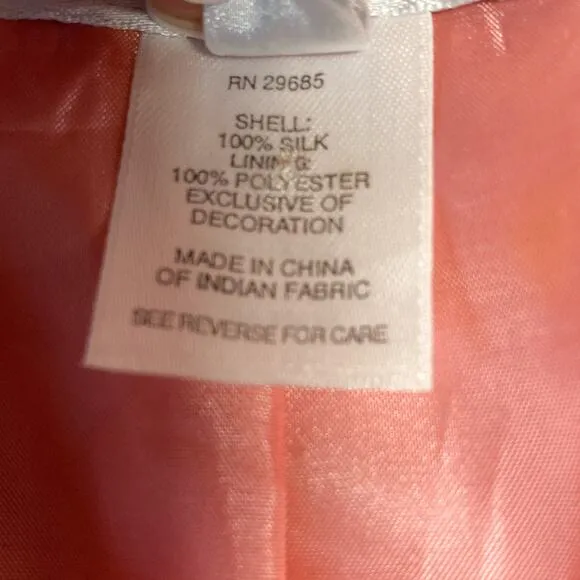 RN 29685
SHELL:
100% SILK
LINING:
100% POLYESTER
EXCLUSIVE OF
DECORATION
MADE IN CHINA
OF INDIAN FABRIC
SEE REVERSE FOR CARE